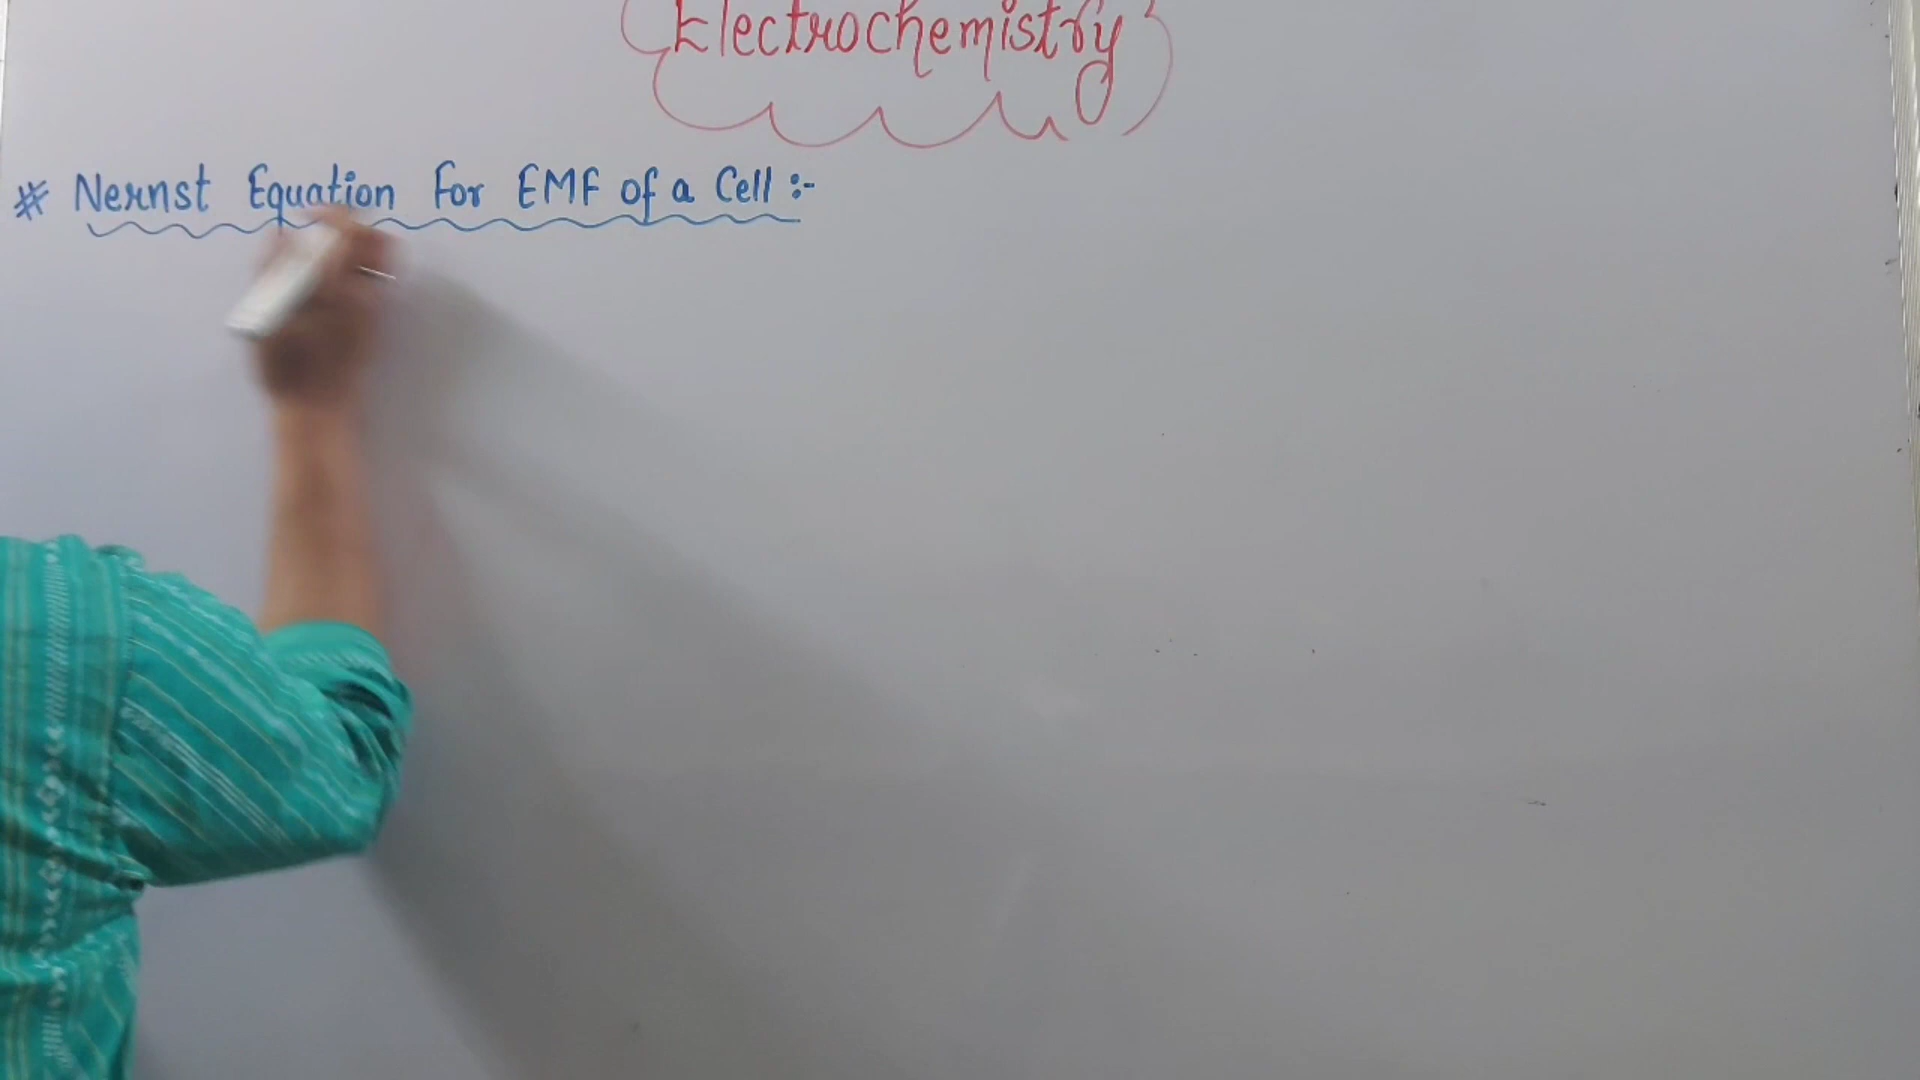 Electrochemistry
# Nernst Equation For EMF of a Cell :-